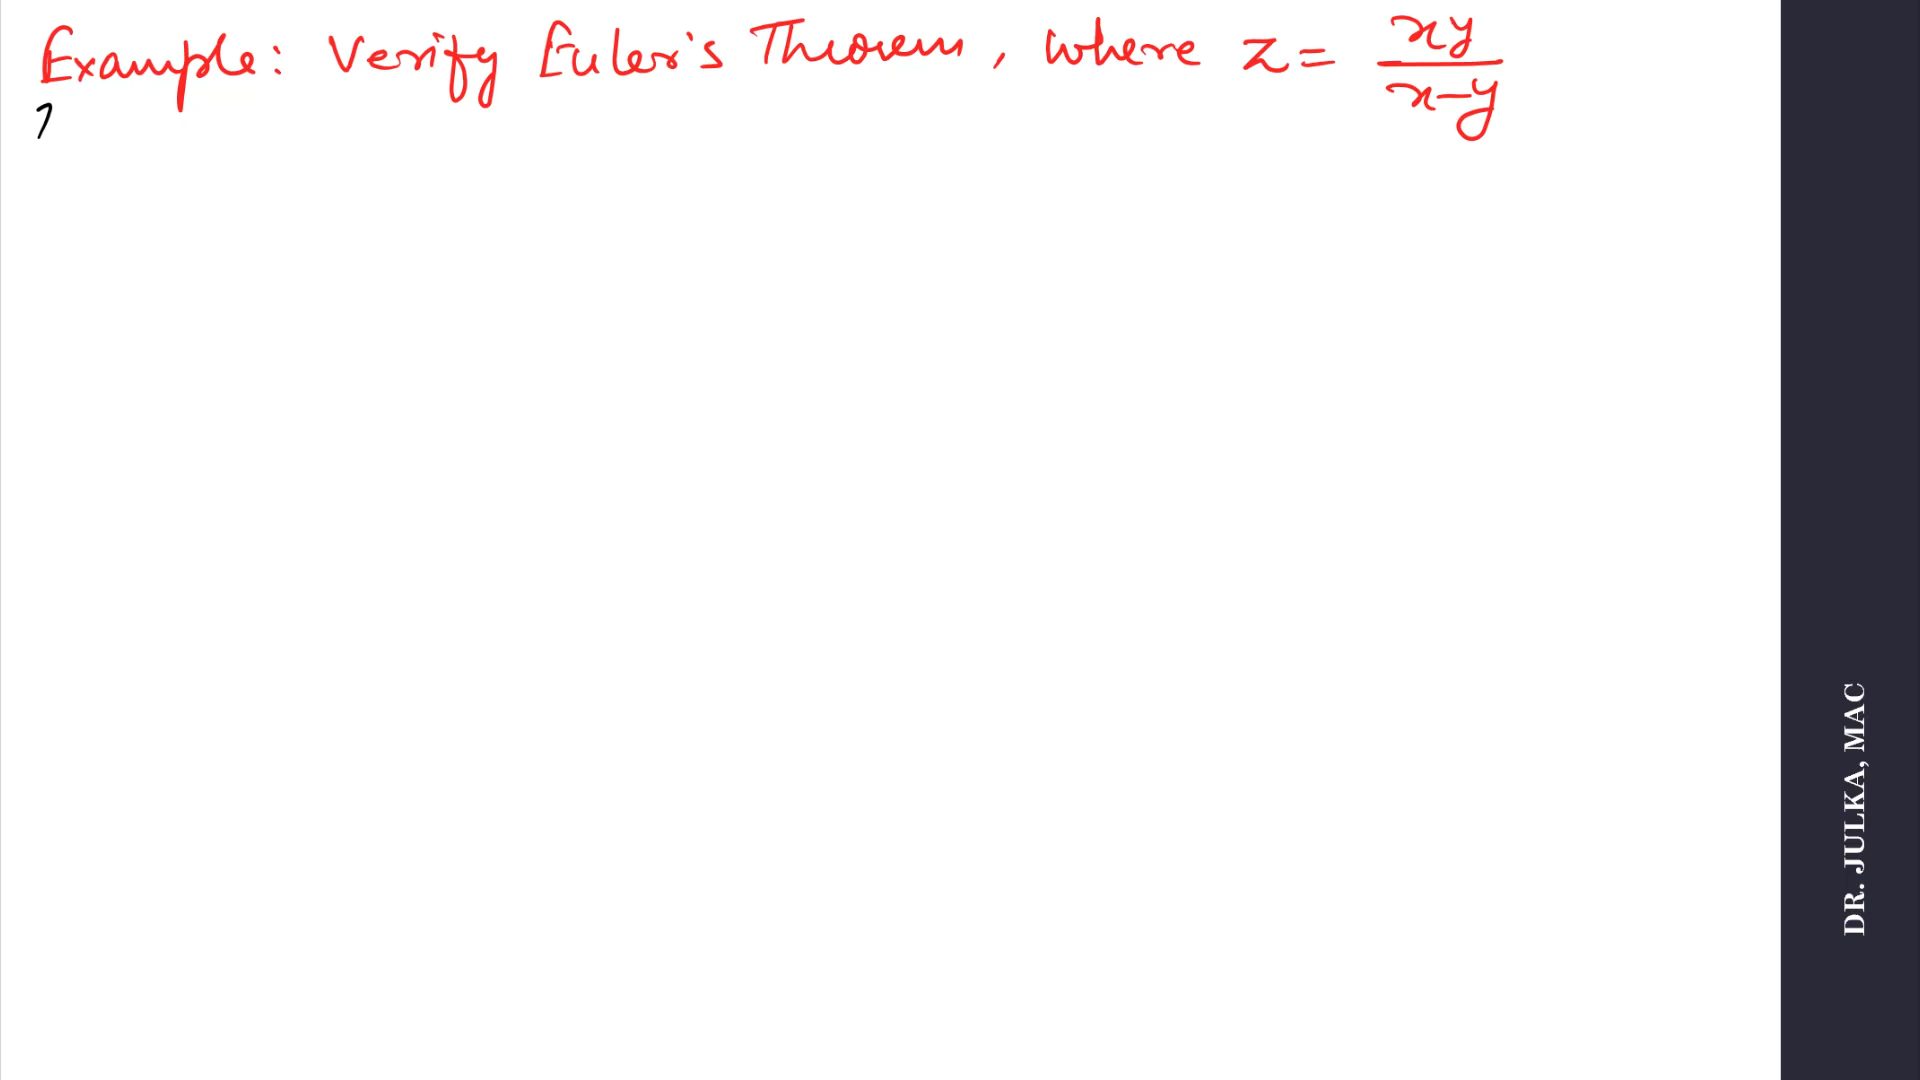 Example: Verify Euler's Theorem, where z = xy/(x-y)
DR. JULKA, MAC